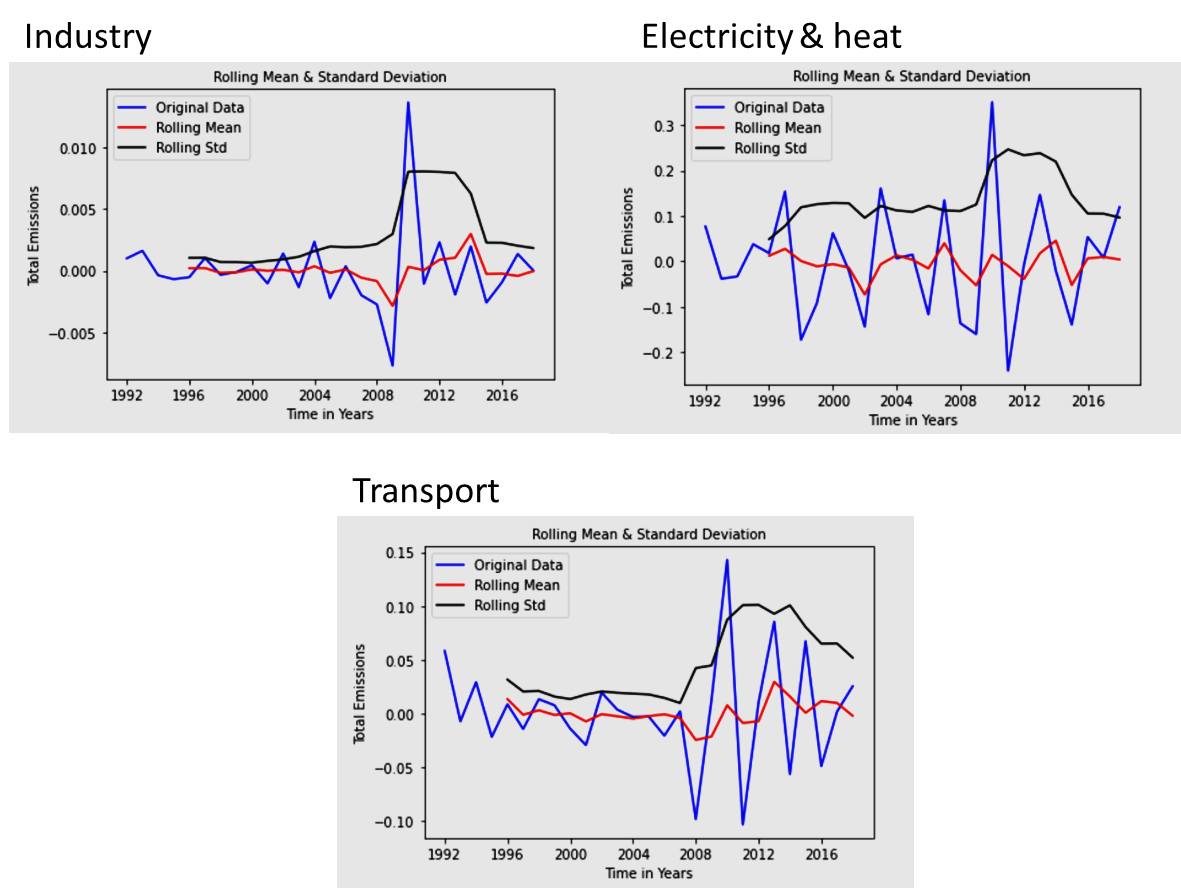 Industry
Rolling Mean & Standard Deviation
Original Data
Rolling Mean
Rolling Std
0.010
0.005
0.000
−0.005
Total Emissions
1992 1996 2000 2004 2008 2012 2016
Time in Years
Electricity & heat
Rolling Mean & Standard Deviation
Original Data
Rolling Mean
Rolling Std
0.3
0.2
0.1
0.0
−0.1
−0.2
Total Emissions
1992 1996 2000 2004 2008 2012 2016
Time in Years
Transport
Rolling Mean & Standard Deviation
Original Data
Rolling Mean
Rolling Std
0.15
0.10
0.05
0.00
−0.05
−0.10
Total Emissions
1992 1996 2000 2004 2008 2012 2016
Time in Years